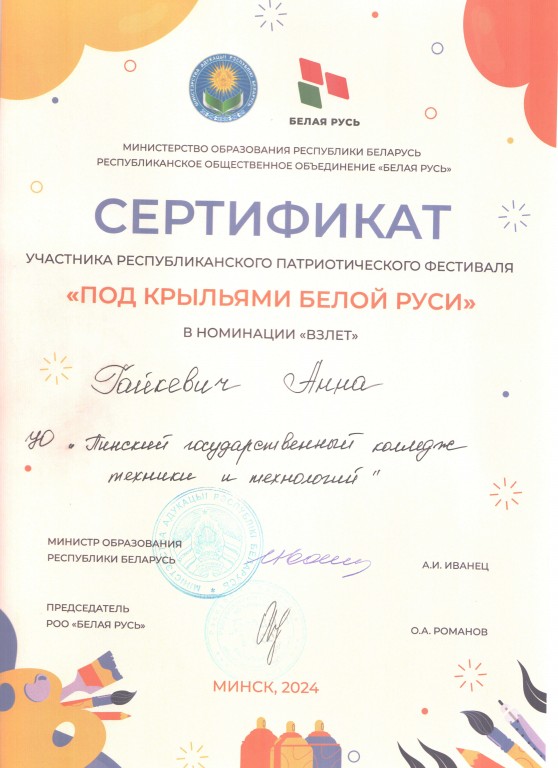 БЕЛАЯ РУСЬ
МИНИСТЕРСТВО ОБРАЗОВАНИЯ РЕСПУБЛИКИ БЕЛАРУСЬ
РЕСПУБЛИКАНСКОЕ ОБЩЕСТВЕННОЕ ОБЪЕДИНЕНИЕ «БЕЛАЯ РУСЬ»
СЕРТИФИКАТ
УЧАСТНИКА РЕСПУБЛИКАНСКОГО ПАТРИОТИЧЕСКОГО ФЕСТИВАЛЯ
«ПОД КРЫЛЬЯМИ БЕЛОЙ РУСИ»
В НОМИНАЦИИ «ВЗЛЕТ»
Гайкевич Анна
УО "Пинский государственный колледж
техники и технологий"
МИНИСТР ОБРАЗОВАНИЯ
РЕСПУБЛИКИ БЕЛАРУСЬ
А.И. ИВАНЕЦ
ПРЕДСЕДАТЕЛЬ
РОО «БЕЛАЯ РУСЬ»
О.А. РОМАНОВ
МИНСК, 2024